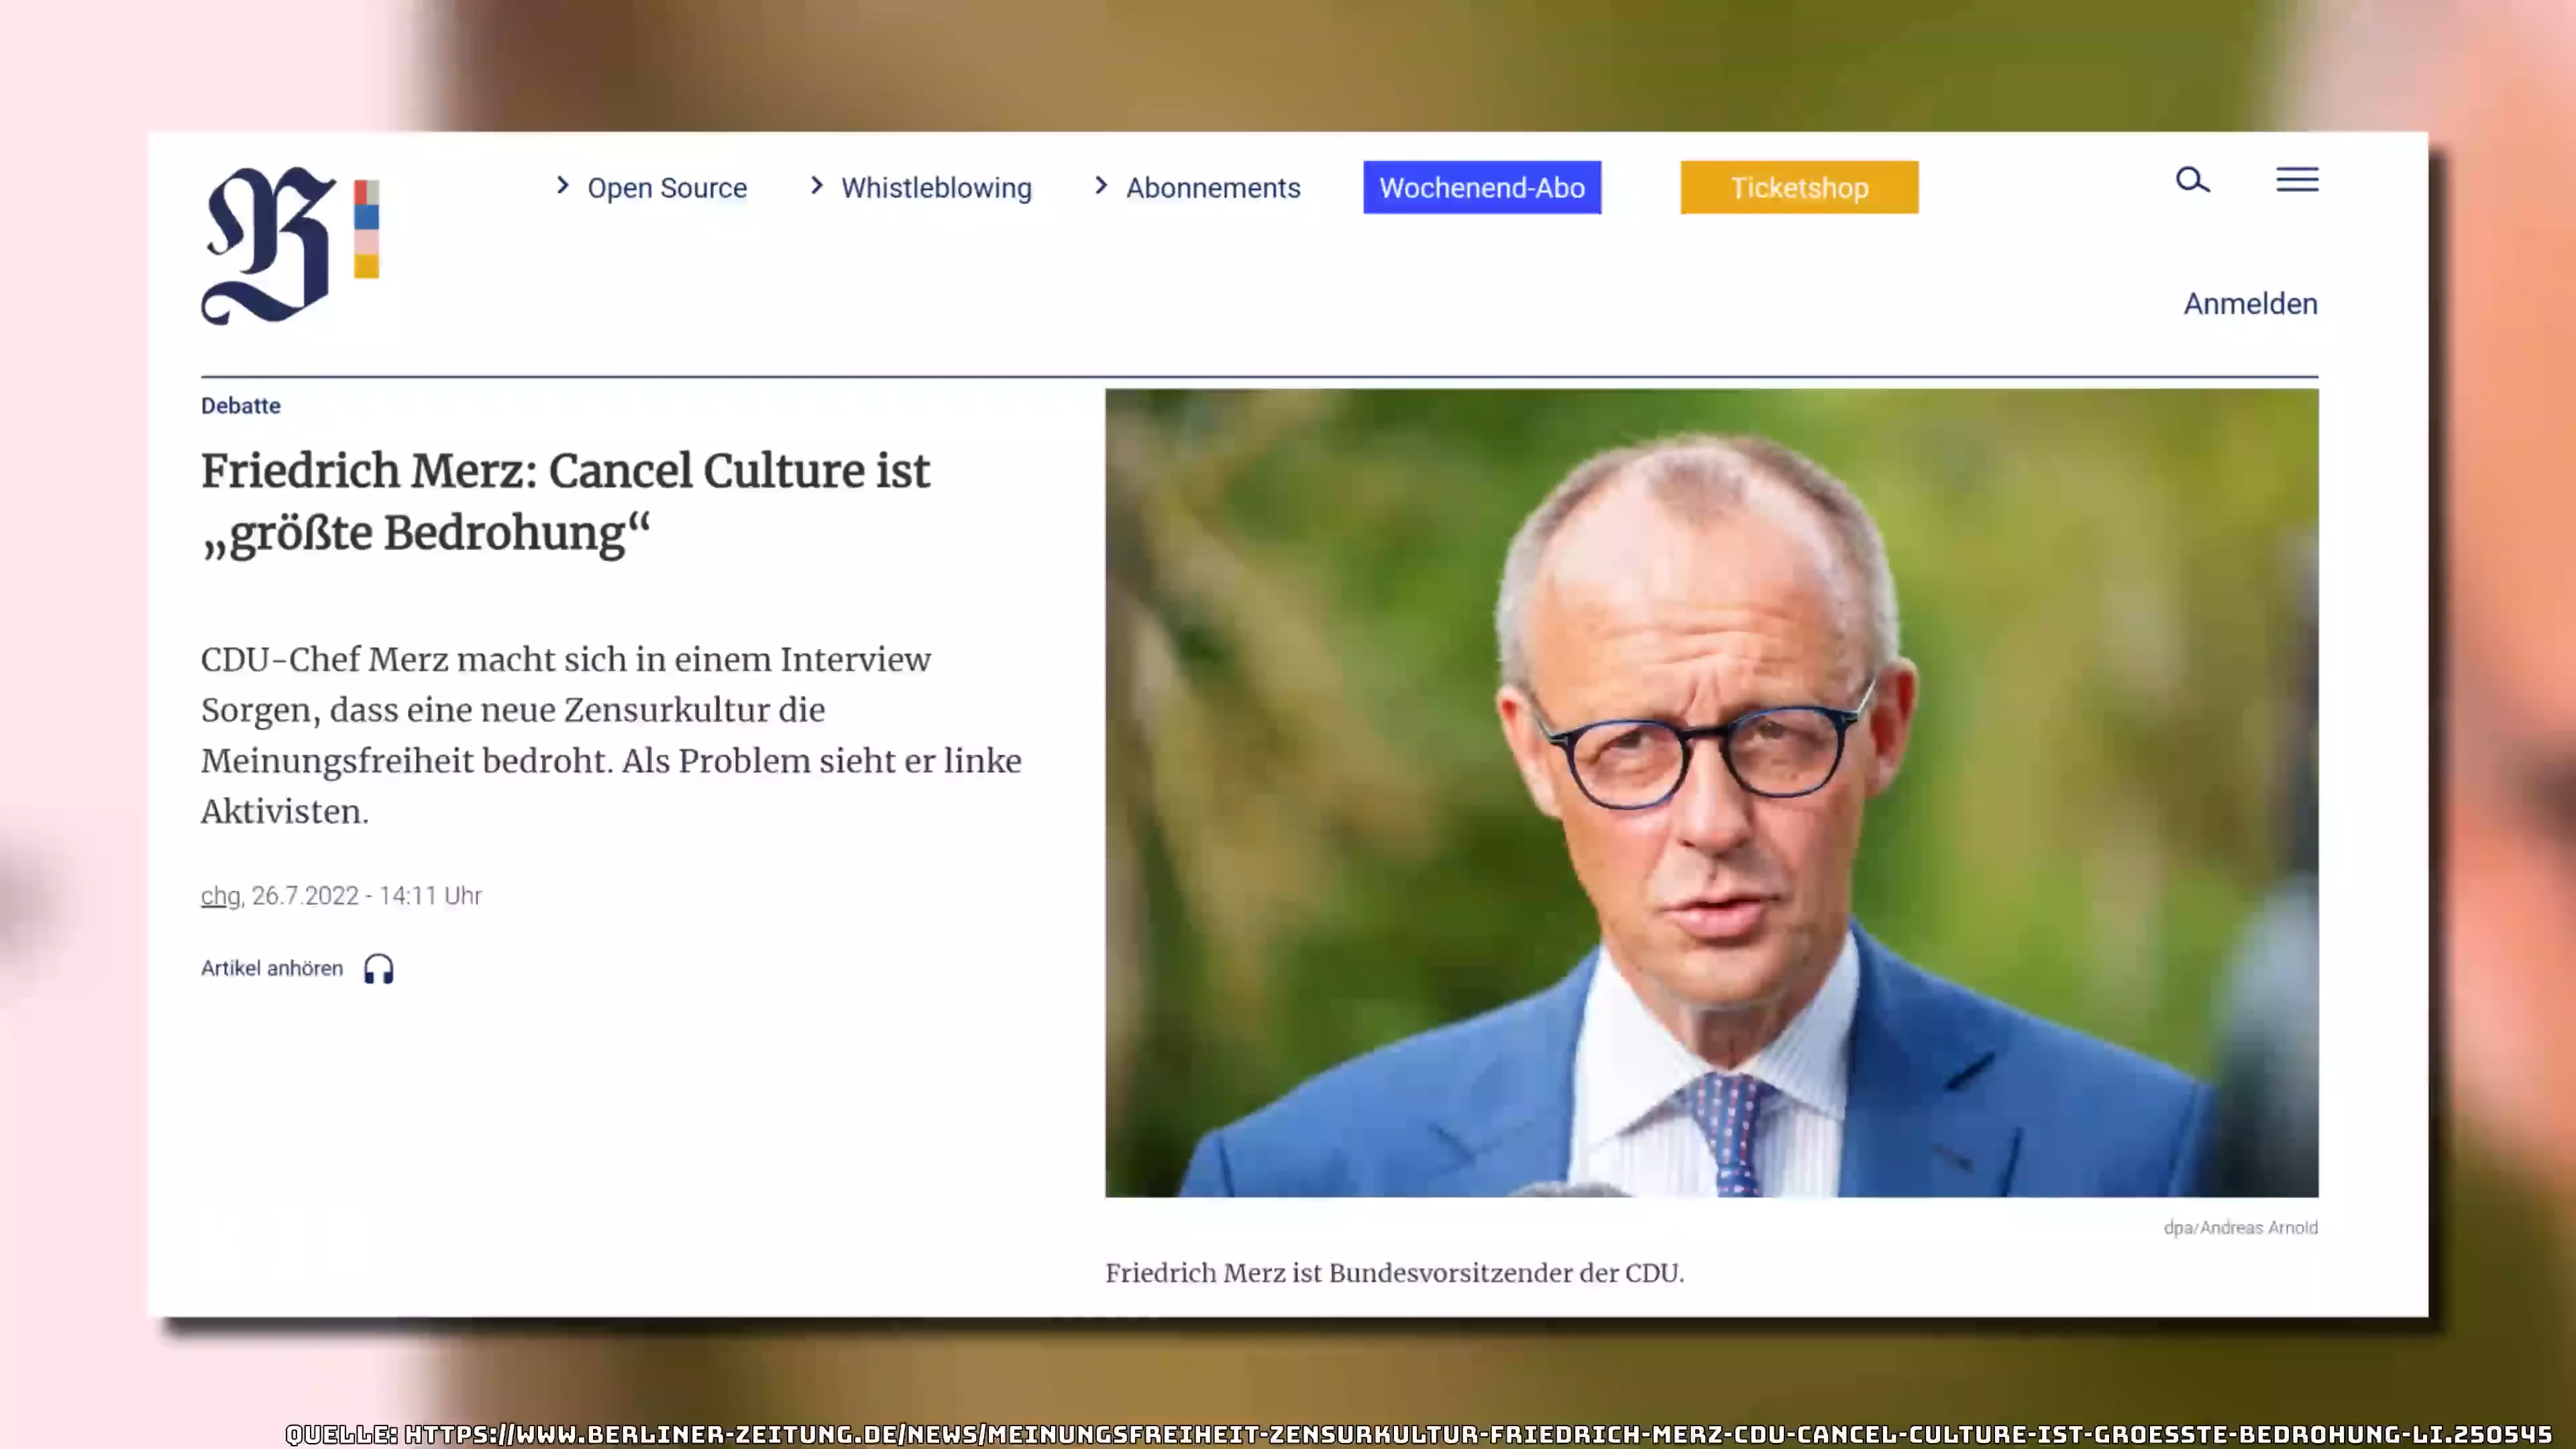 B
Open Source
Whistleblowing
Abonnements
Wochenend-Abo
Ticketshop
Anmelden
Debatte
Friedrich Merz: Cancel Culture ist
„größte Bedrohung“
CDU-Chef Merz macht sich in einem Interview
Sorgen, dass eine neue Zensurkultur die
Meinungsfreiheit bedroht. Als Problem sieht er linke
Aktivisten.
chg, 26.7.2022 - 14:11 Uhr
Artikel anhören
dpa/Andreas Arnold
Friedrich Merz ist Bundesvorsitzender der CDU.
QUELLE: HTTPS://WWW.BERLINER-ZEITUNG.DE/NEWS/MEINUNGSFREIHEIT-ZENSURKULTUR-FRIEDRICH-MERZ-CDU-CANCEL-CULTURE-IST-GROESSTE-BEDROHUNG-LI.250545